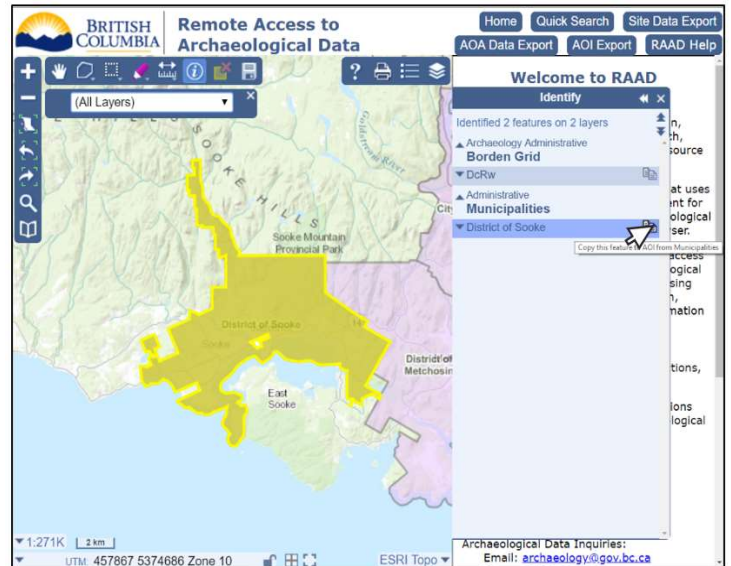 BRITISH
COLUMBIA
Remote Access to
Archaeological Data
Home
Quick Search
Site Data Export
AOA Data Export
AOI Export
RAAD Help
(All Layers)
Welcome to RAAD
Identify
Identified 2 features on 2 layers
Archaeology Administrative
Borden Grid
DcRw
Administrative
Municipalities
District of Sooke
Copy this feature to AOI from Municipalities
SOOKE HILLS
Goldstream River
Sooke Mountain
Provincial Park
District of Sooke
Sooke
District of
Metchosin
East
Sooke
1:271K
2 km
UTM: 457867 5374686 Zone 10
ESRI Topo
Archaeological Data Inquiries:
Email: archaeology@gov.bc.ca